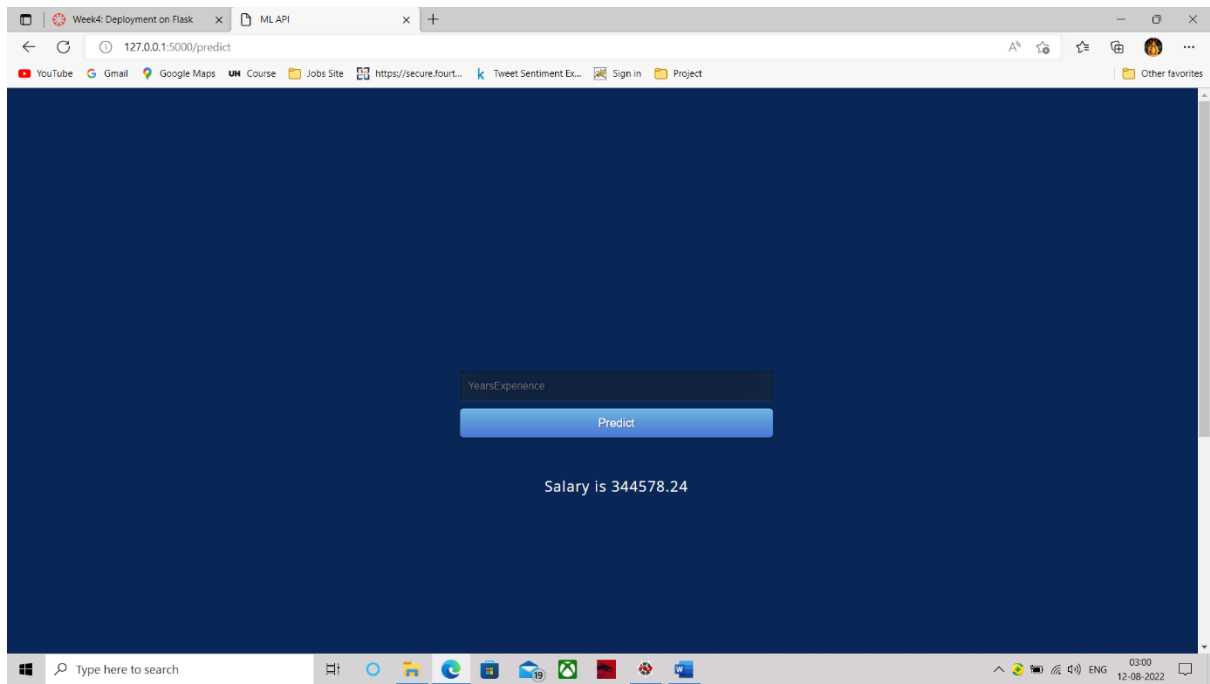 Week4: Deployment on Flask
ML API
127.0.0.1:5000/predict
YouTube Gmail Google Maps UH Course Jobs Site https://secure.fourt... k Tweet Sentiment Ex... Sign in Project Other favorites
YearsExperience
Predict
Salary is 344578.24
Type here to search
19
ENG
03:00
12-08-2022